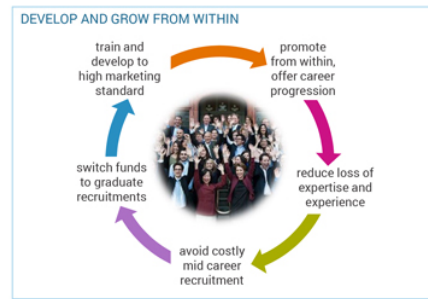 DEVELOP AND GROW FROM WITHIN
train and
develop to
high marketing
standard
promote
from within,
offer career
progression
reduce loss of
expertise and
experience
avoid costly
mid career
recruitment
switch funds
to graduate
recruitments